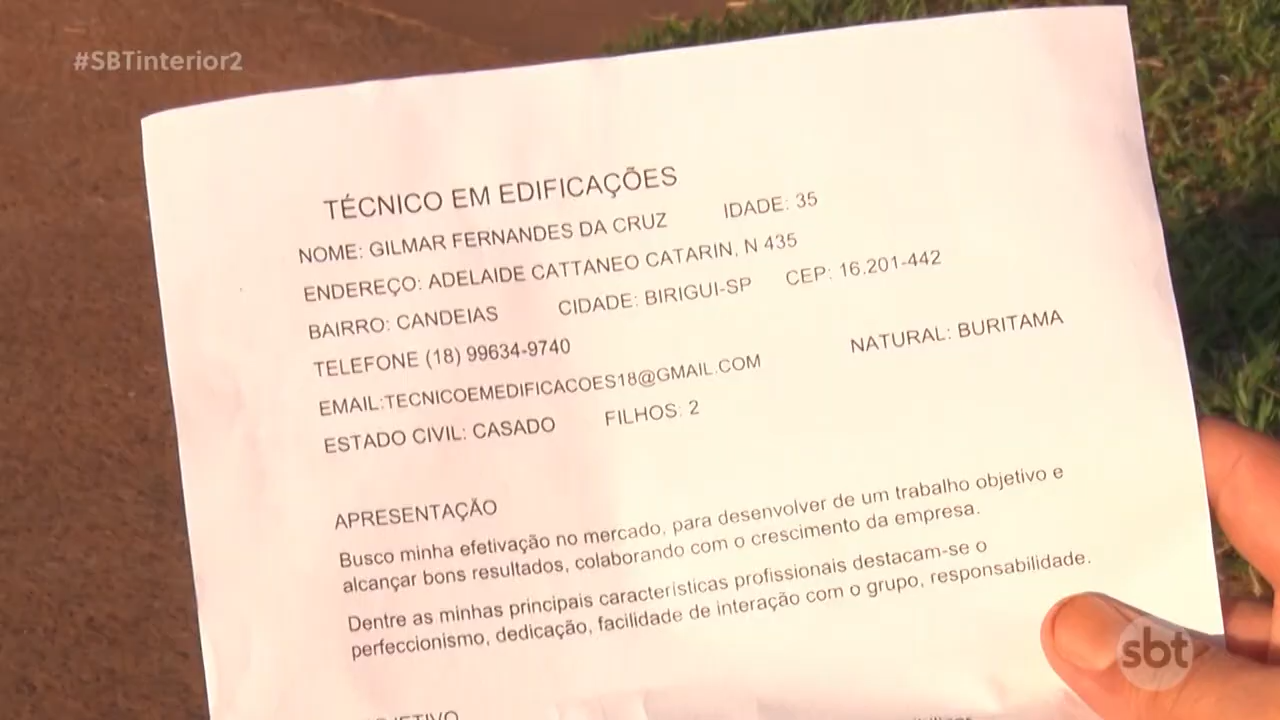 #SBTinterior2
TÉCNICO EM EDIFICAÇÕES
NOME: GILMAR FERNANDES DA CRUZ IDADE: 35
ENDEREÇO: ADELAIDE CATTANEO CATARIN, N 435
BAIRRO: CANDEIAS CIDADE: BIRIGUI-SP CEP: 16.201-442
TELEFONE (18) 99634-9740 NATURAL: BURITAMA
EMAIL:TECNICOEMEDIFICACOES18@GMAIL.COM
ESTADO CIVIL: CASADO FILHOS: 2
APRESENTAÇÃO
Busco minha efetivação no mercado, para desenvolver de um trabalho objetivo e
alcançar bons resultados, colaborando com o crescimento da empresa.
Dentre as minhas principais características profissionais destacam-se o
perfeccionismo, dedicação, facilidade de interação com o grupo, responsabilidade.
sbt